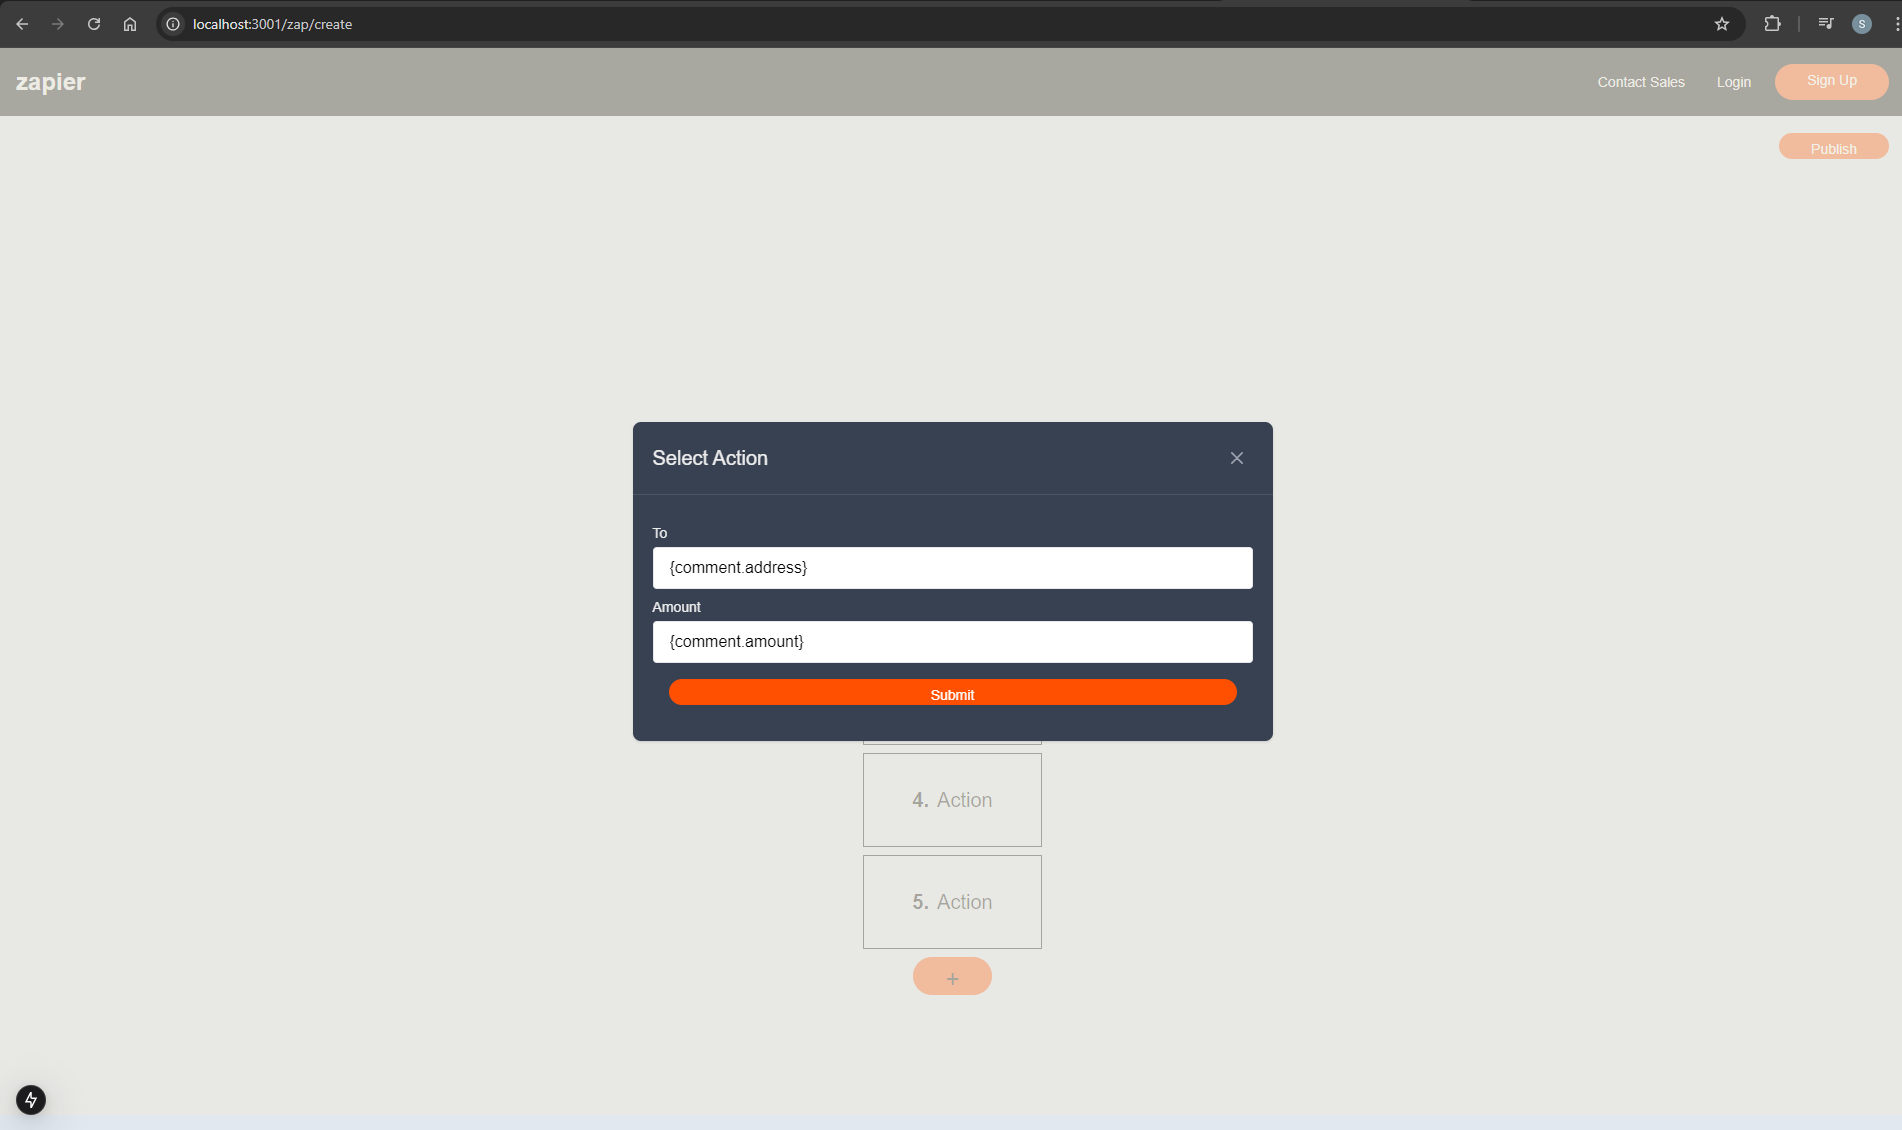 localhost:3001/zap/create
S
zapier
Contact Sales
Login
Sign Up
Publish
Select Action
To
{comment.address}
Amount
{comment.amount}
Submit
4. Action
5. Action
+